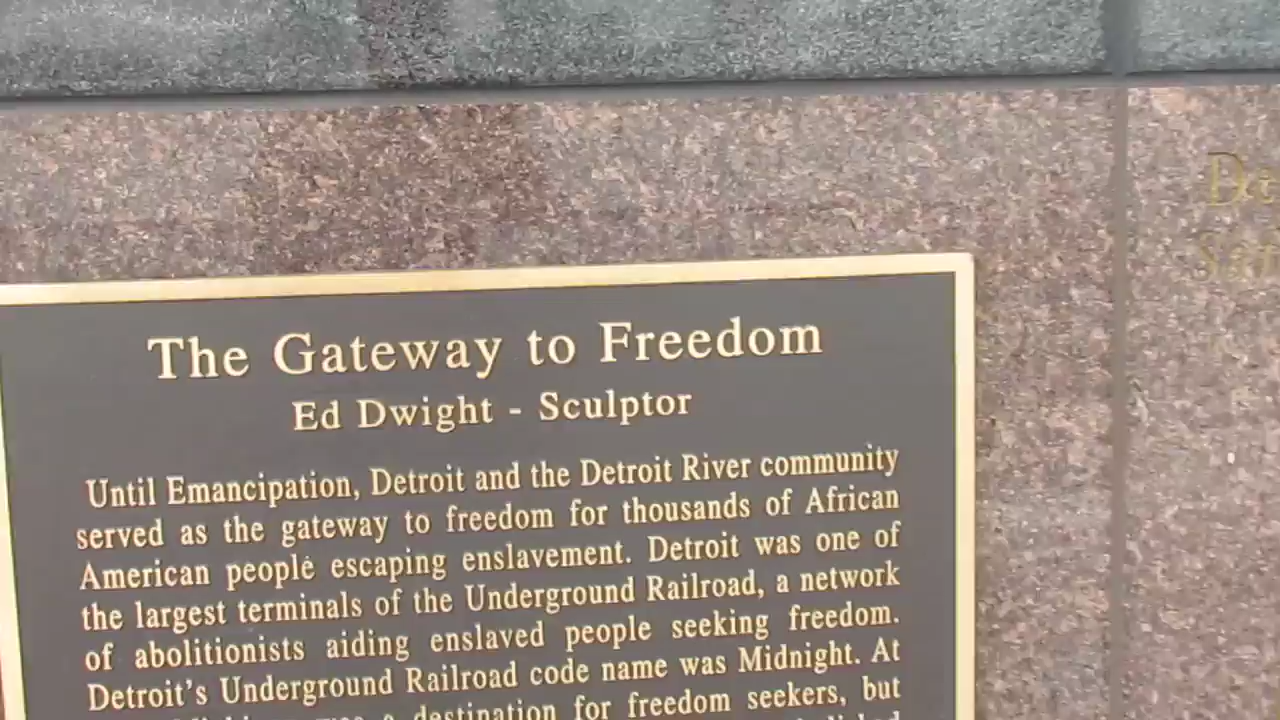 The Gateway to Freedom
Ed Dwight - Sculptor
Until Emancipation, Detroit and the Detroit River community
served as the gateway to freedom for thousands of African
American people escaping enslavement. Detroit was one of
the largest terminals of the Underground Railroad, a network
of abolitionists aiding enslaved people seeking freedom.
Detroit's Underground Railroad code name was Midnight. At
a destination for freedom seekers, but